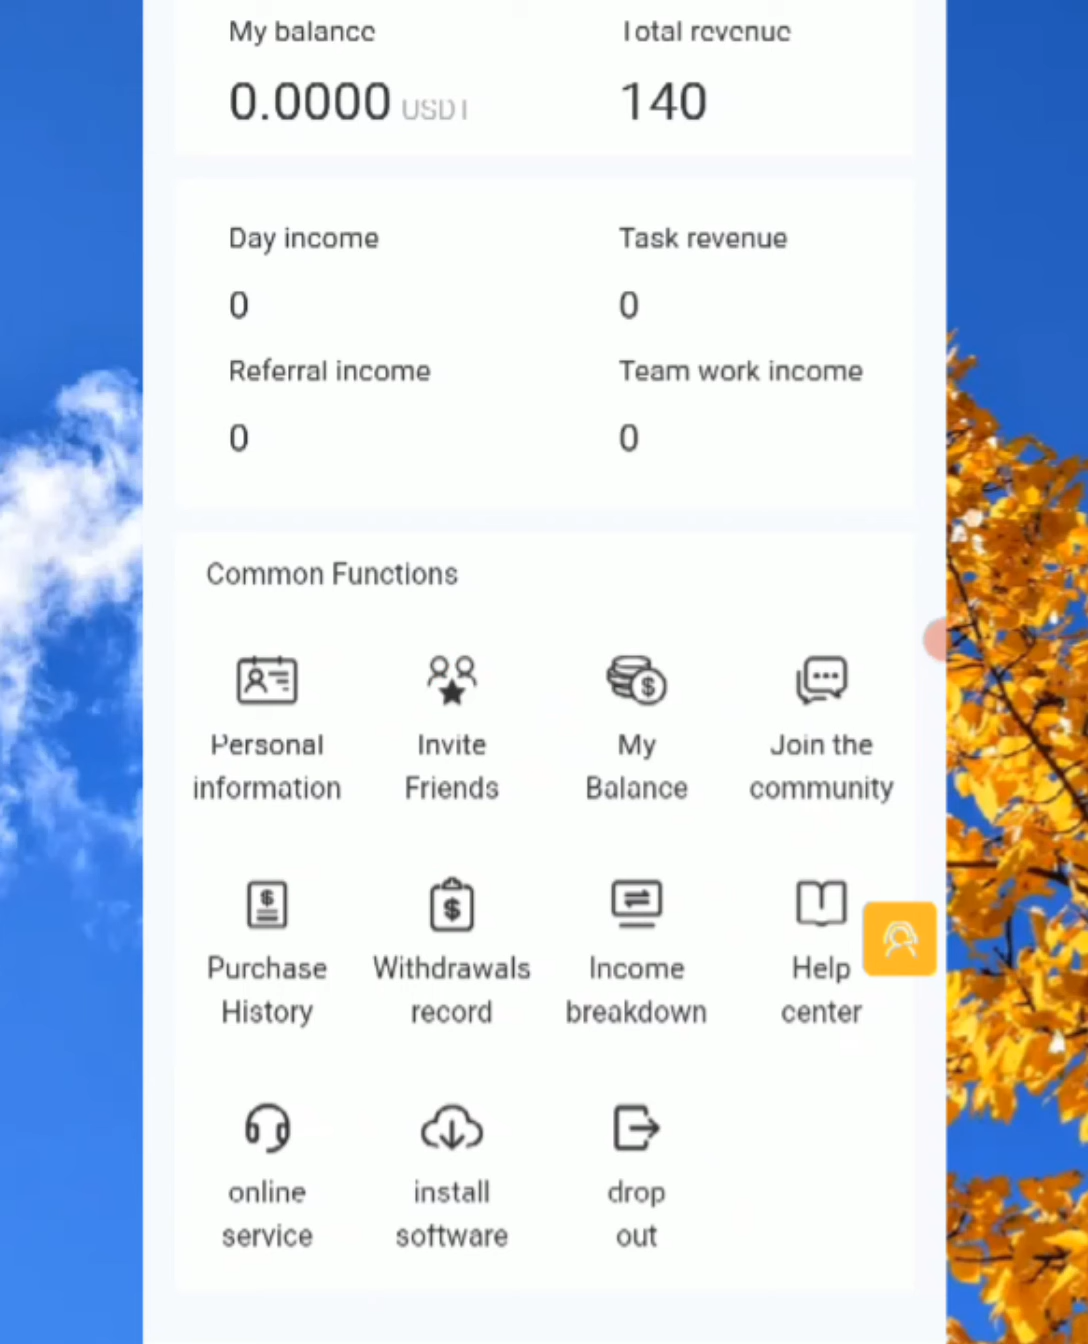 My balance
Total revenue
0.0000 USDT
140
Day income
Task revenue
0
0
Referral income
Team work income
0
0
Common Functions
Personal information
Invite Friends
My Balance
Join the community
Purchase History
Withdrawals record
Income breakdown
Help center
online service
install software
drop out